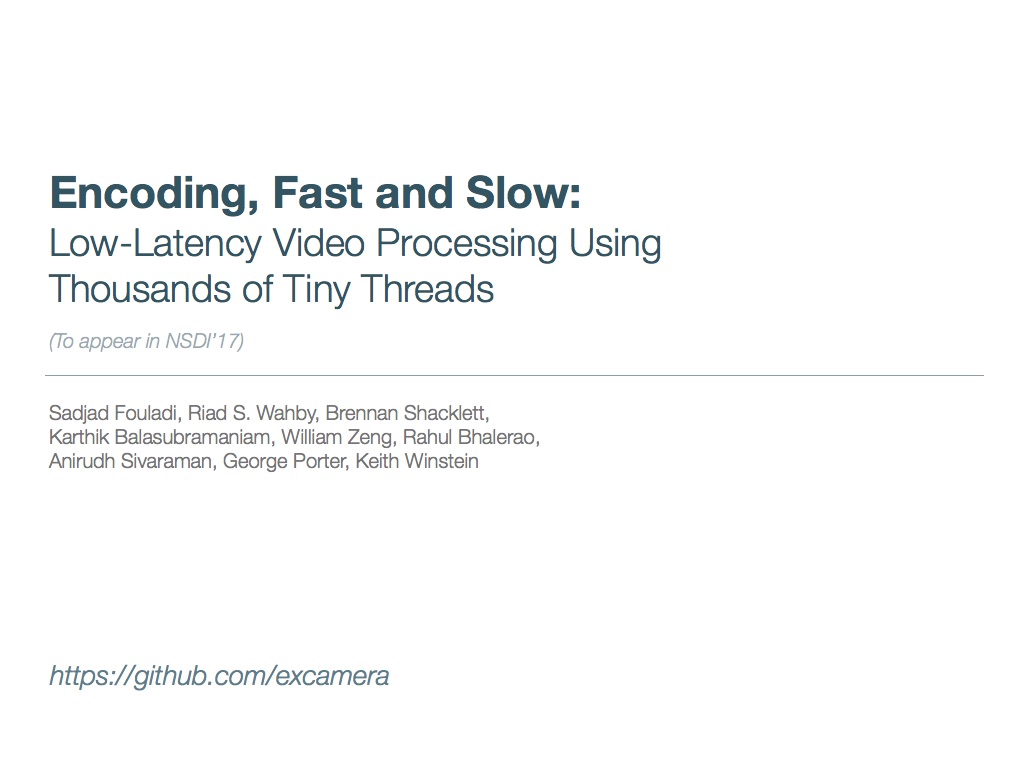 Encoding, Fast and Slow:
Low-Latency Video Processing Using
Thousands of Tiny Threads
(To appear in NSDI’17)
Sadjad Fouladi, Riad S. Wahby, Brennan Shacklett,
Karthik Balasubramaniam, William Zeng, Rahul Bhalerao,
Anirudh Sivaraman, George Porter, Keith Winstein
https://github.com/excamera